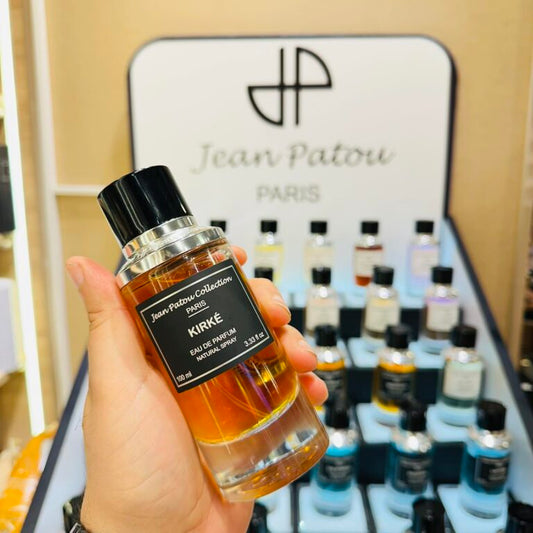 JP
Jean Patou
PARIS
Jean Patou Collection
PARIS
KIRKÉ
EAU DE PARFUM
NATURAL SPRAY
100 ml
3.33 fl oz